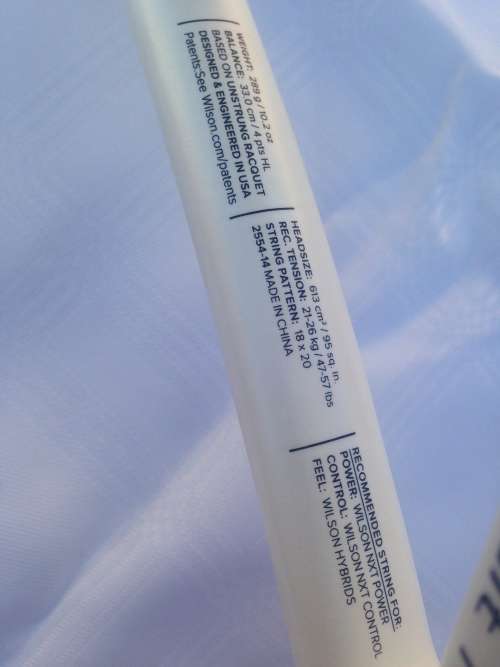 WEIGHT: 289 g / 10.2 oz
BALANCE: 33.0 cm / 4 pts HL
BASED ON UNSTRUNG RACQUET
DESIGNED & ENGINEERED IN USA
Patents:See Wilson.com/patents
HEADSIZE: 613 cm² / 95 sq. in.
REC. TENSION: 21-26 kg / 47-57 lbs
STRING PATTERN: 18 x 20
2554-14 MADE IN CHINA
RECOMMENDED STRING FOR:
POWER: WILSON NXT POWER
CONTROL: WILSON NXT CONTROL
FEEL: WILSON HYBRIDS